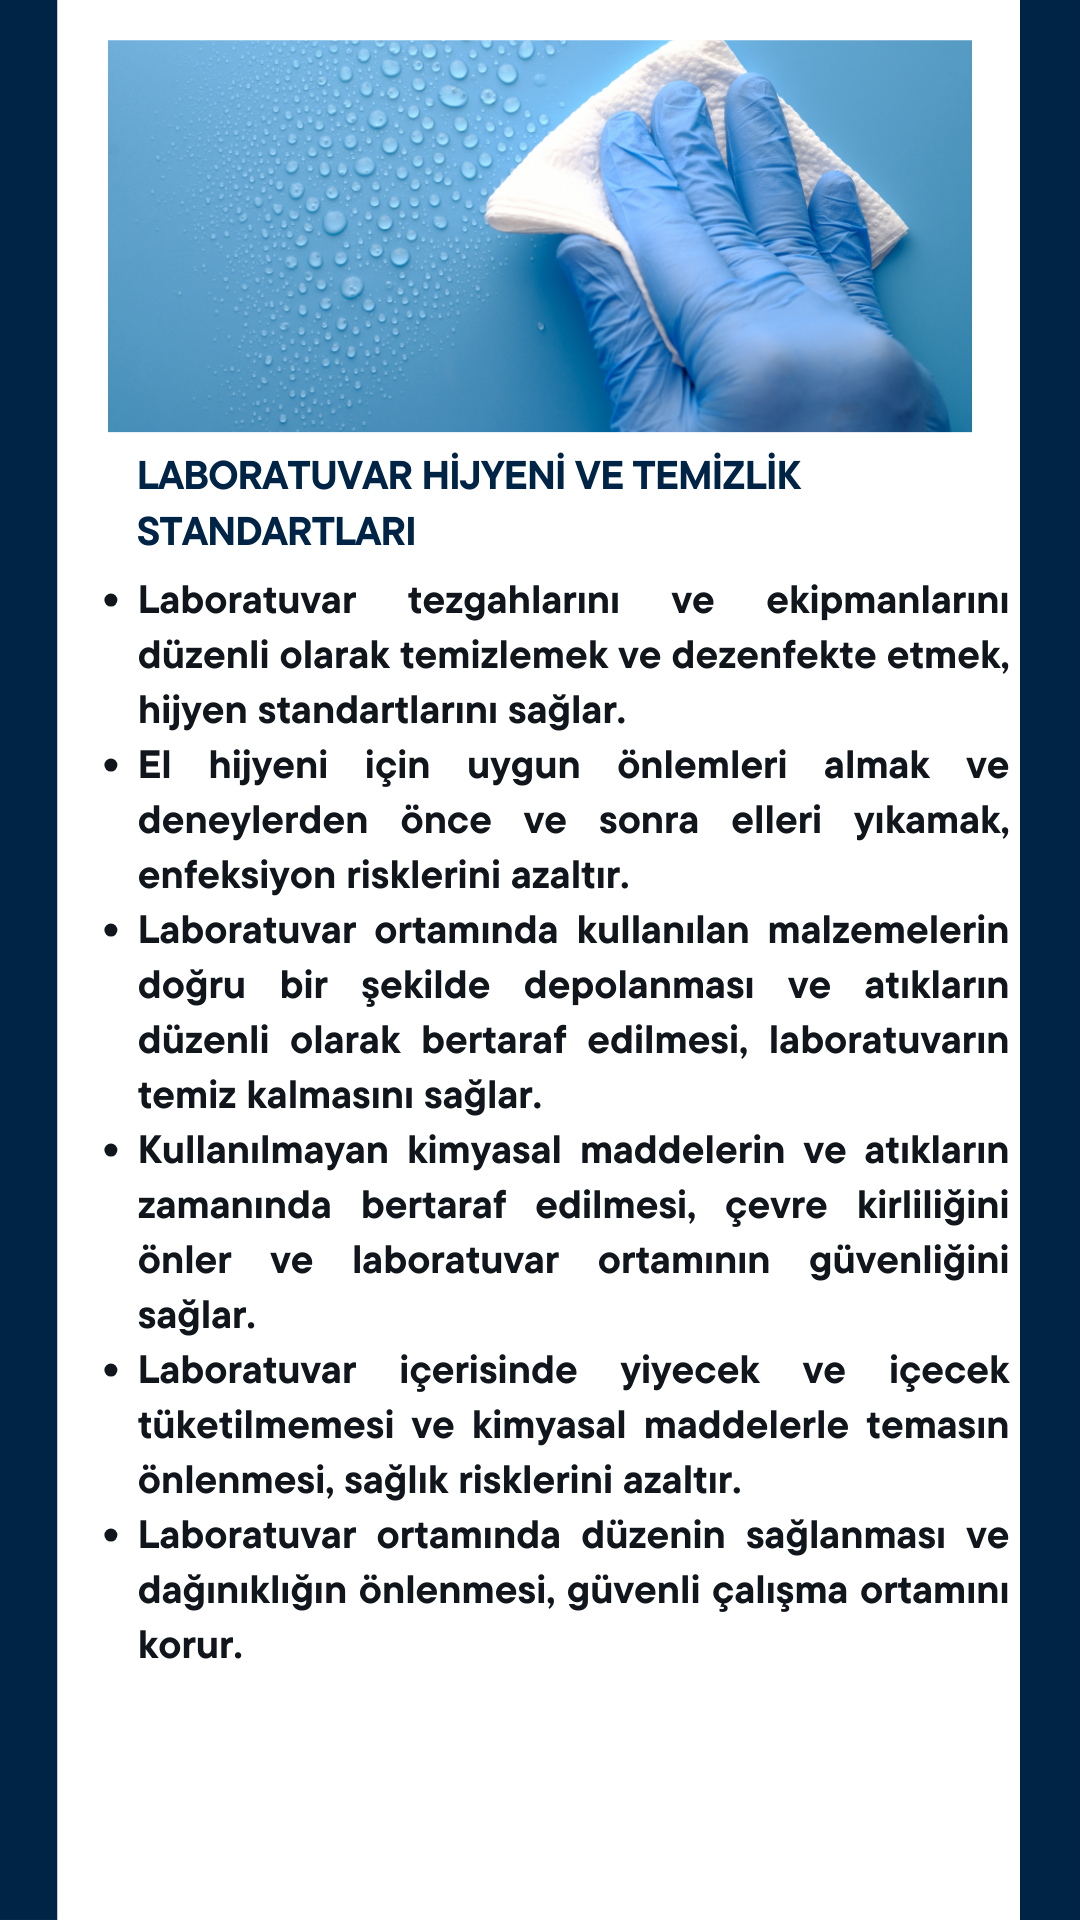 LABORATUVAR HİJYENİ VE TEMİZLİK
STANDARTLARI
• Laboratuvar tezgahlarını ve ekipmanlarını
düzenli olarak temizlemek ve dezenfekte etmek,
hijyen standartlarını sağlar.
• El hijyeni için uygun önlemleri almak ve
deneylerden önce ve sonra elleri yıkamak,
enfeksiyon risklerini azaltır.
• Laboratuvar ortamında kullanılan malzemelerin
doğru bir şekilde depolanması ve atıkların
düzenli olarak bertaraf edilmesi, laboratuvarın
temiz kalmasını sağlar.
• Kullanılmayan kimyasal maddelerin ve atıkların
zamanında bertaraf edilmesi, çevre kirliliğini
önler ve laboratuvar ortamının güvenliğini
sağlar.
• Laboratuvar içerisinde yiyecek ve içecek
tüketilmemesi ve kimyasal maddelerle temasın
önlenmesi, sağlık risklerini azaltır.
• Laboratuvar ortamında düzenin sağlanması ve
dağınıklığın önlenmesi, güvenli çalışma ortamını
korur.